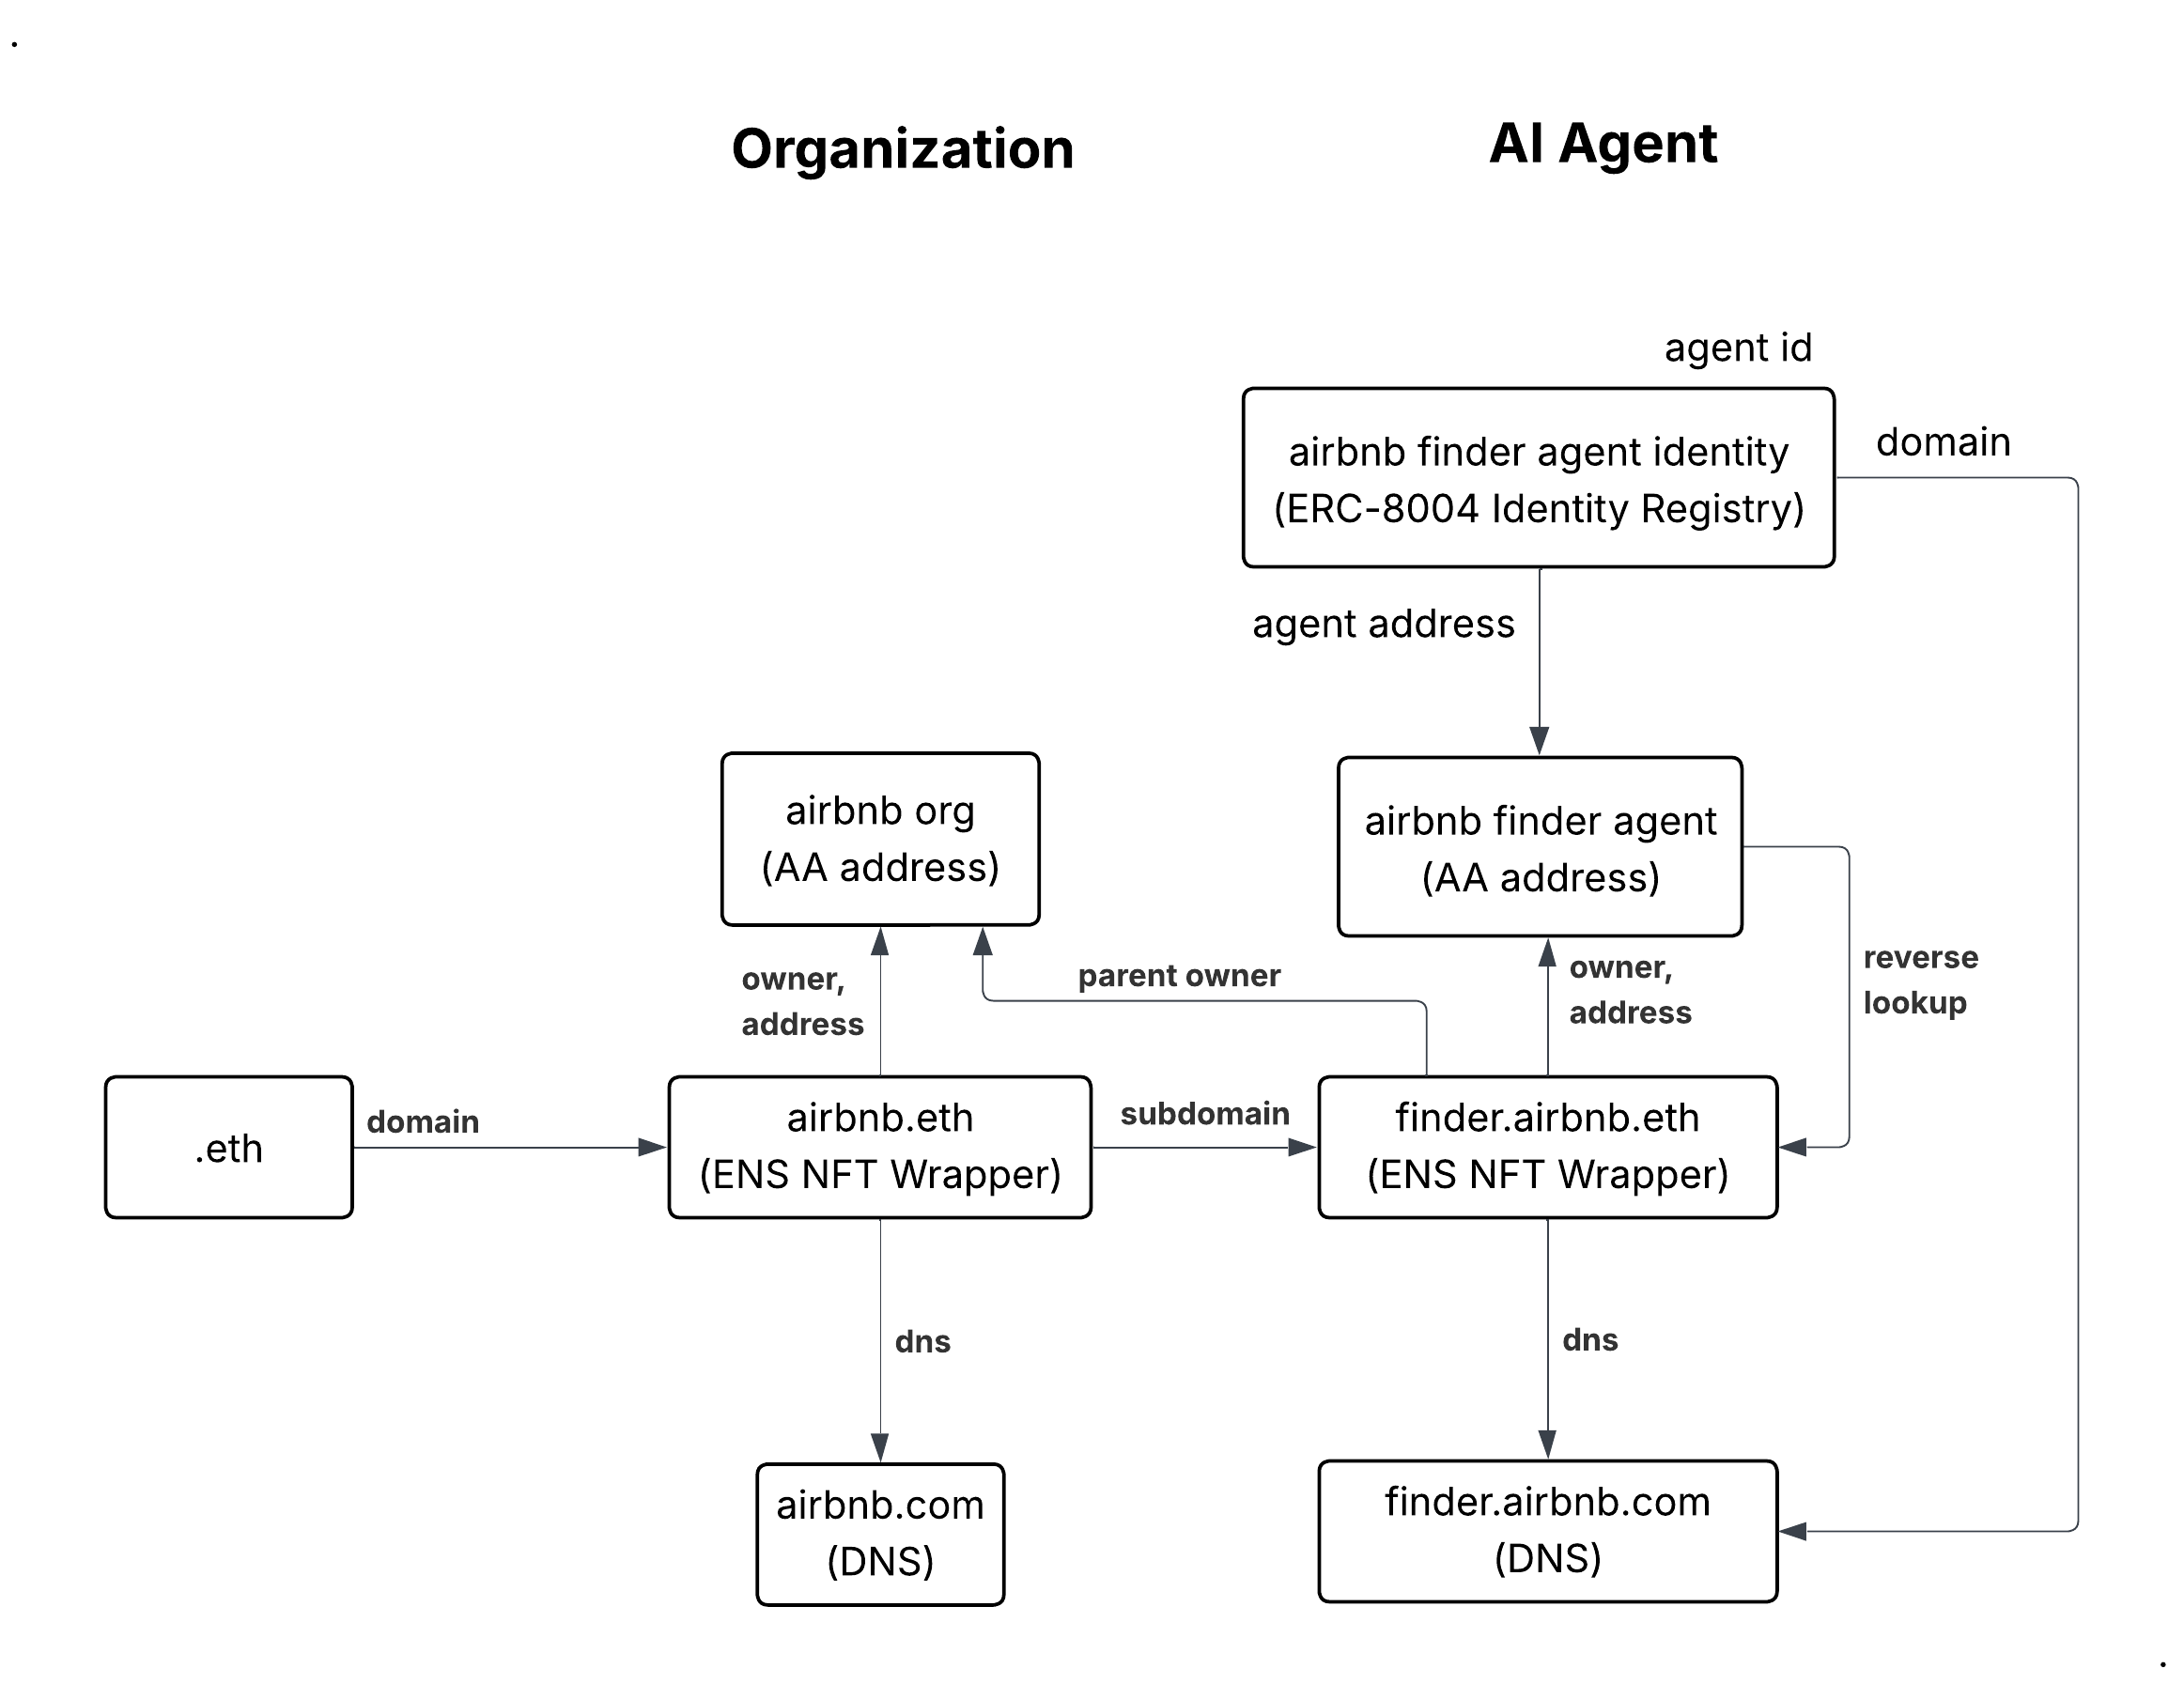 .
Organization
AI Agent
agent id
airbnb finder agent identity
(ERC-8004 Identity Registry)
domain
agent address
airbnb org
(AA address)
airbnb finder agent
(AA address)
owner,
address
parent owner
owner,
address
reverse
lookup
.eth
domain
airbnb.eth
(ENS NFT Wrapper)
subdomain
finder.airbnb.eth
(ENS NFT Wrapper)
dns
dns
airbnb.com
(DNS)
finder.airbnb.com
(DNS)
.